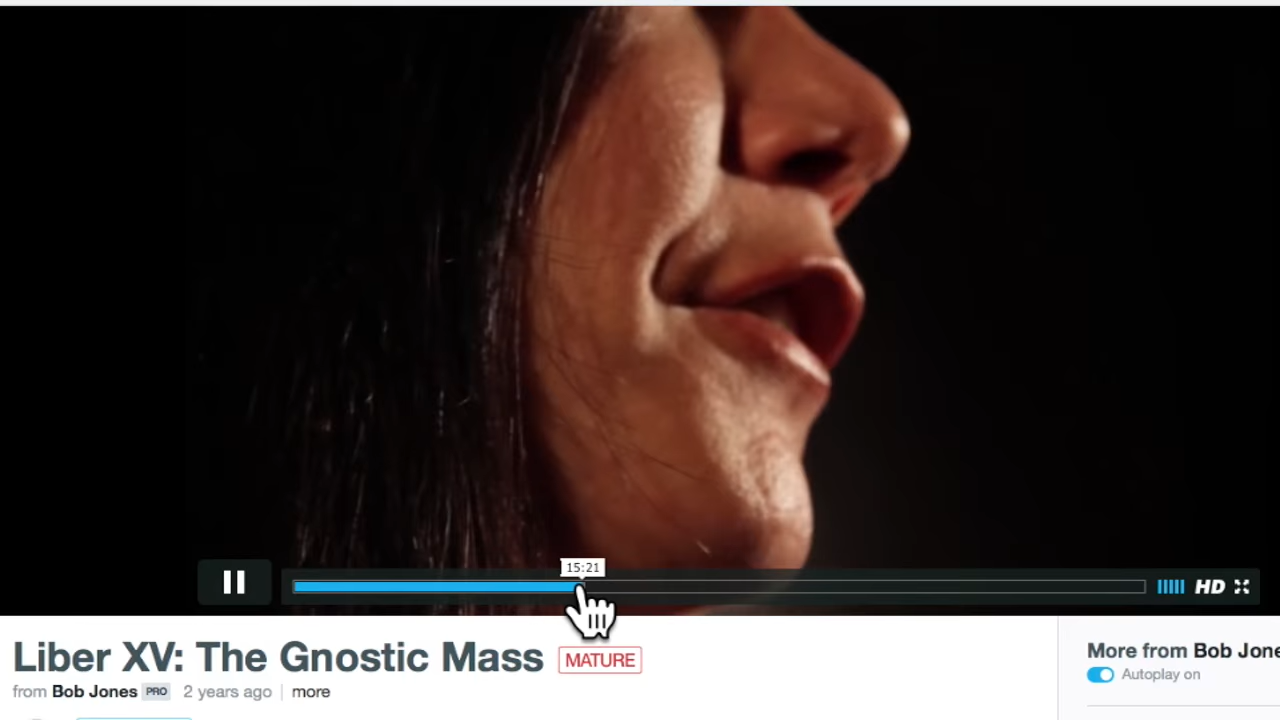 15:21
HD
Liber XV: The Gnostic Mass MATURE
from Bob Jones PRO 2 years ago | more
More from Bob Jone
Autoplay on